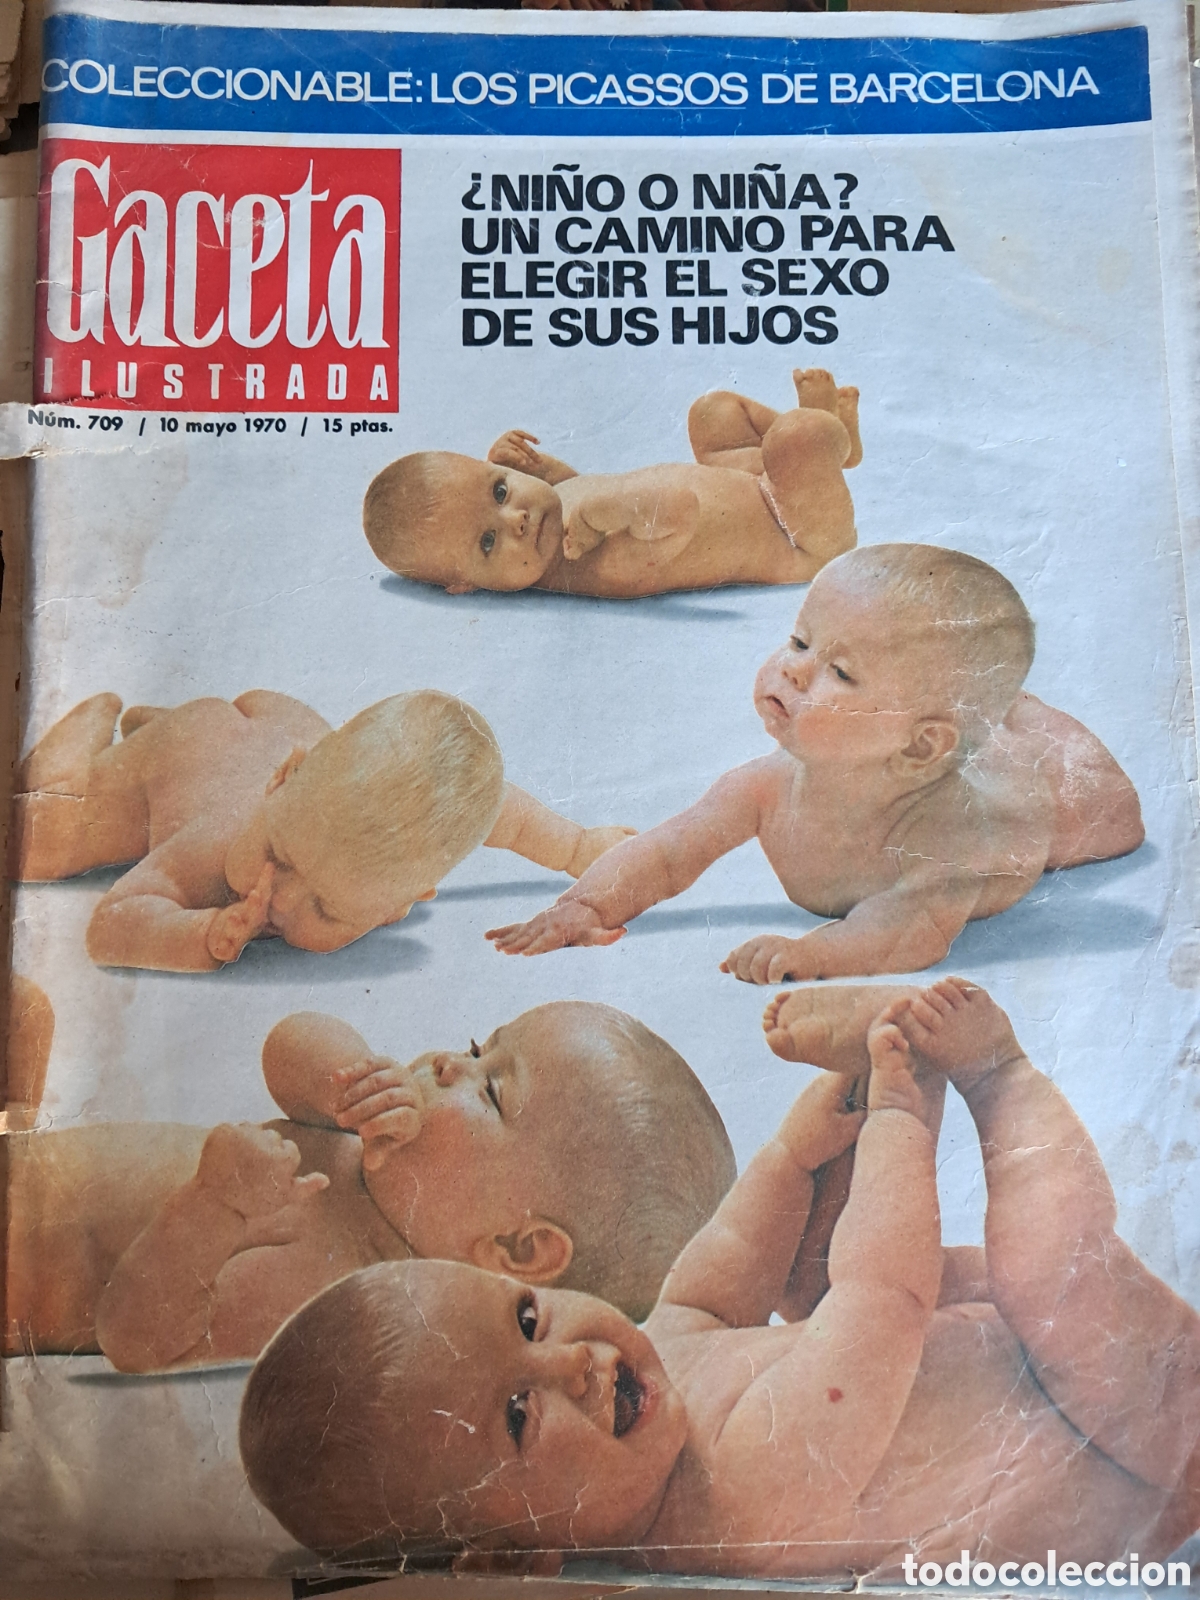 COLECCIONABLE: LOS PICASSOS DE BARCELONA
Gaceta
ILUSTRADA
Núm. 709 / 10 mayo 1970 / 15 ptas.
¿NIÑO O NIÑA?
UN CAMINO PARA
ELEGIR EL SEXO
DE SUS HIJOS
todocoleccion